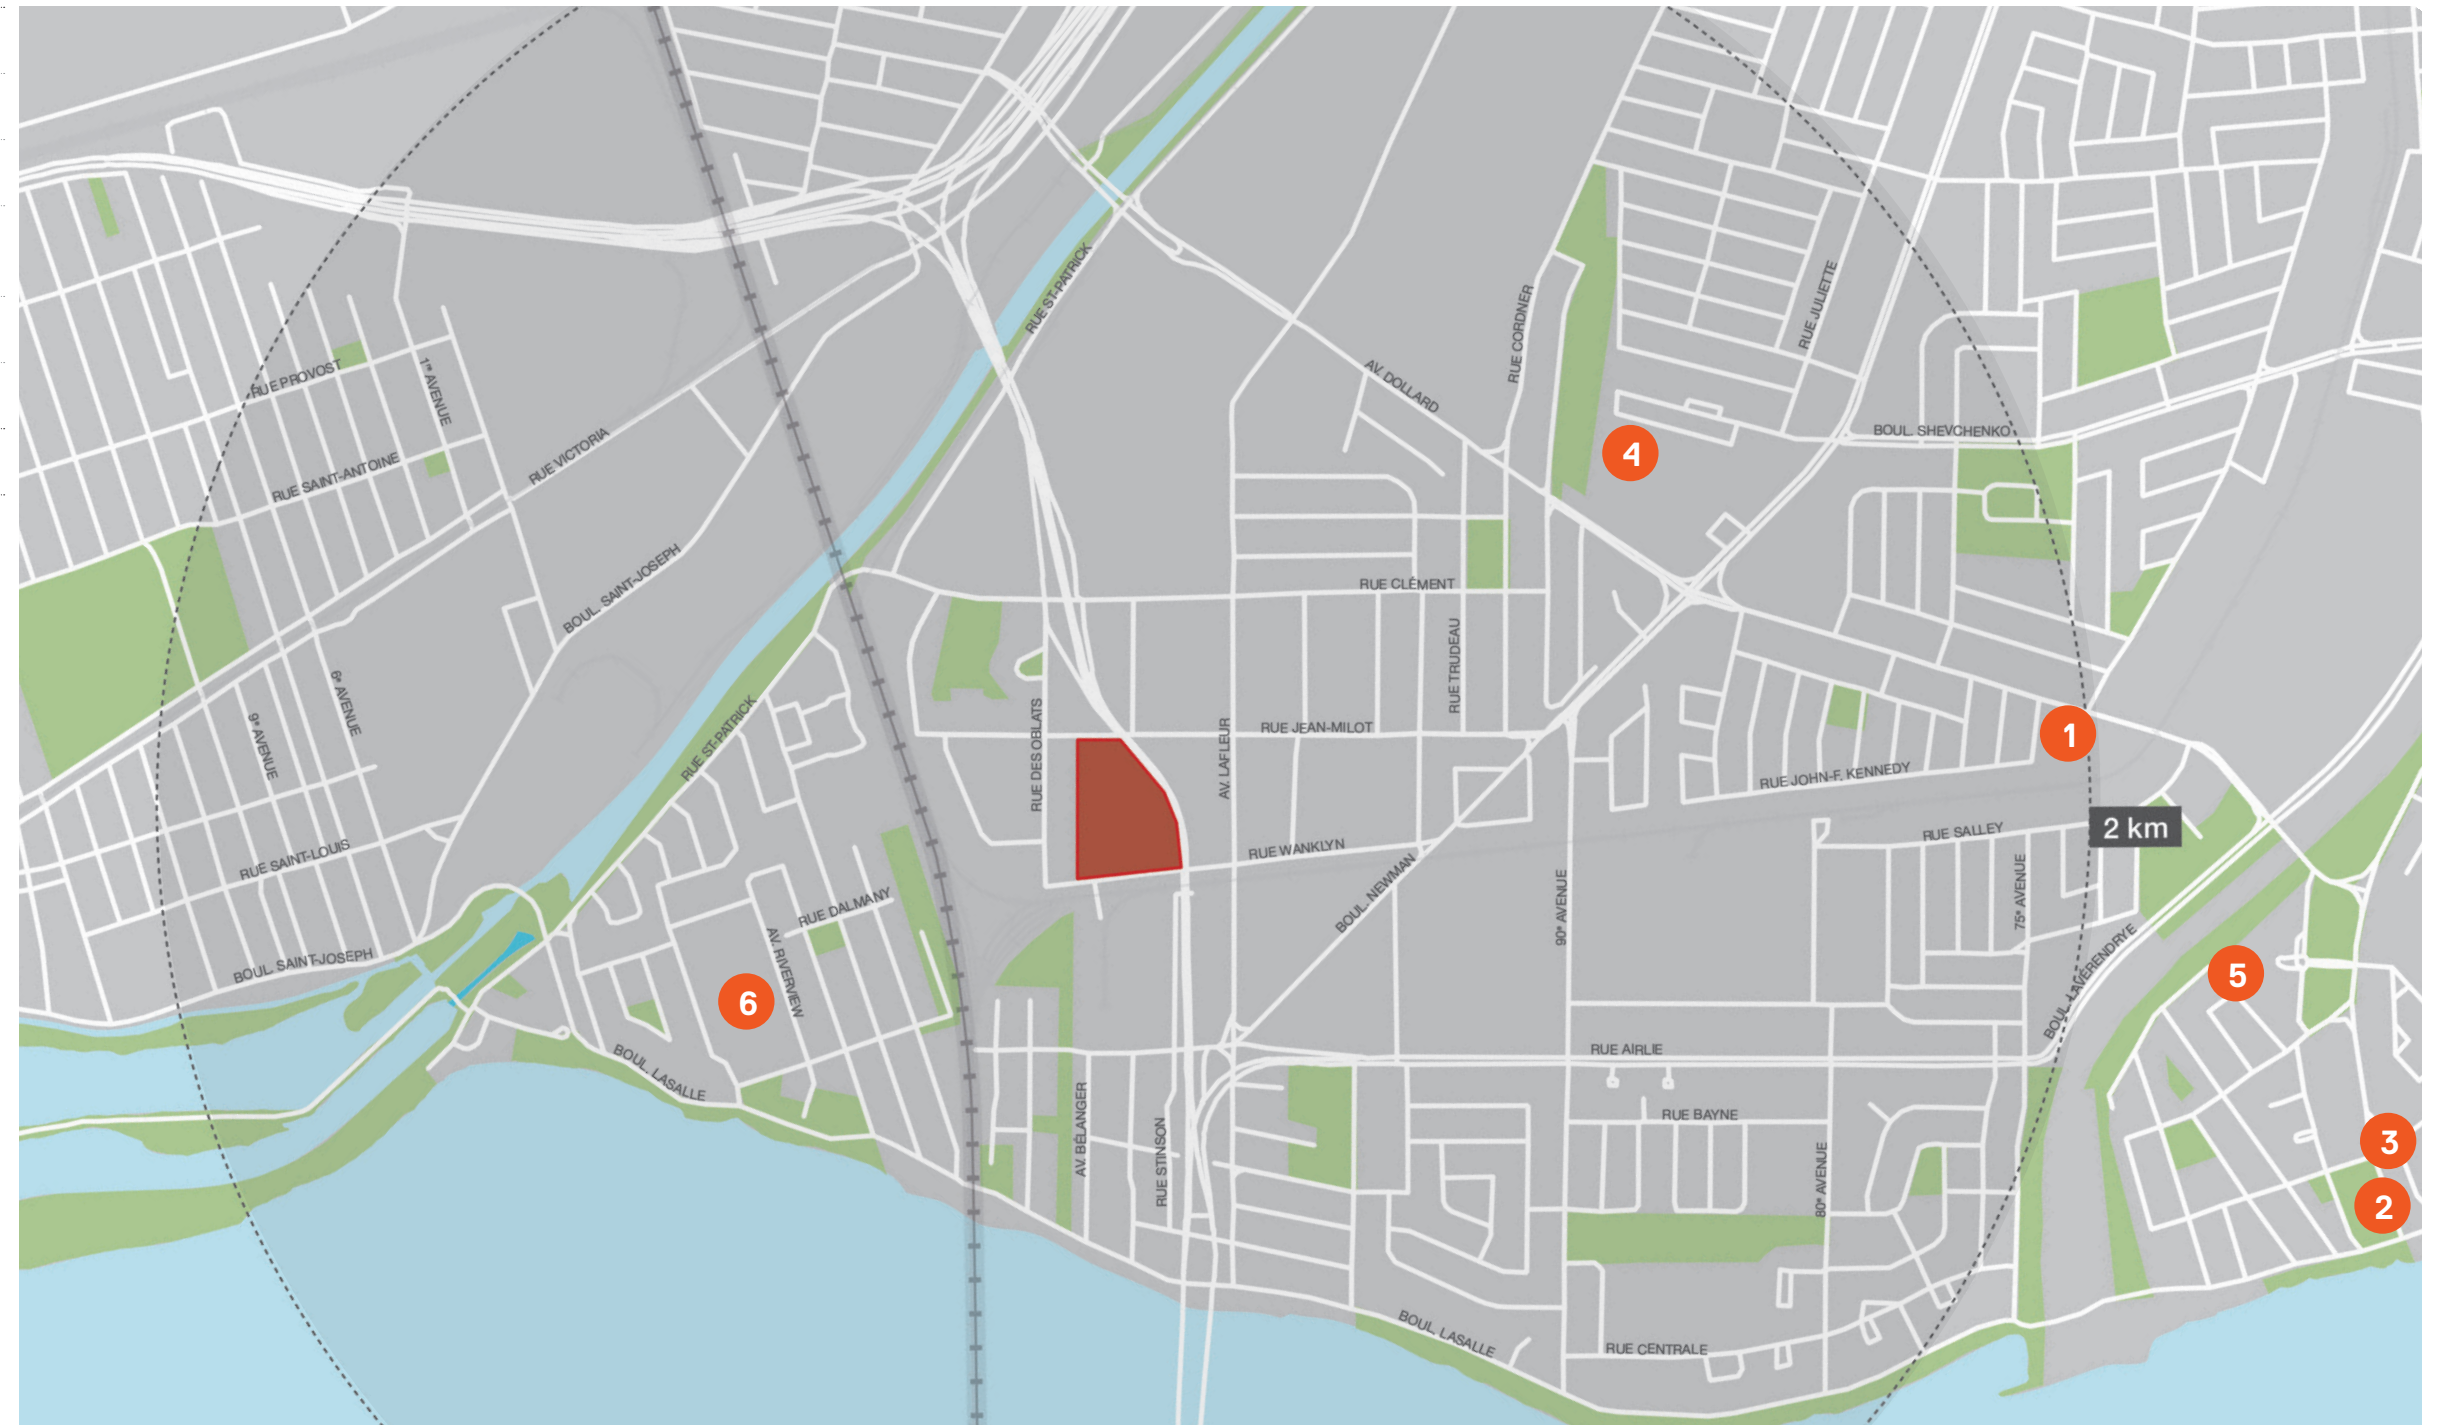 RUE ST-PATRICK
RUE CORDNER
RUE JULIETTE
RUE PROVOST
1re AVENUE
AV. DOLLARD
BOUL. SHEVCHENKO
RUE VICTORIA
4
RUE SAINT-ANTOINE
BOUL. SAINT-JOSEPH
RUE CLÉMENT
RUE TRUDEAU
6e AVENUE
9e AVENUE
RUE ST-PATRICK
RUE DES OBLATS
AV. LAFLEUR
RUE JEAN-MILOT
1
RUE JOHN-F. KENNEDY
2 km
RUE SALLEY
RUE SAINT-LOUIS
RUE WANKLYN
BOUL. NEWMAN
90e AVENUE
75e AVENUE
RUE DALMANY
AV. RIVERVIEW
BOUL. SAINT-JOSEPH
BOUL. LAVÉRENDRYE
5
6
RUE AIRLIE
BOUL. LASALLE
AV. BÉLANGER
RUE STINSON
RUE BAYNE
80e AVENUE
3
2
BOUL. LASALLE
RUE CENTRALE